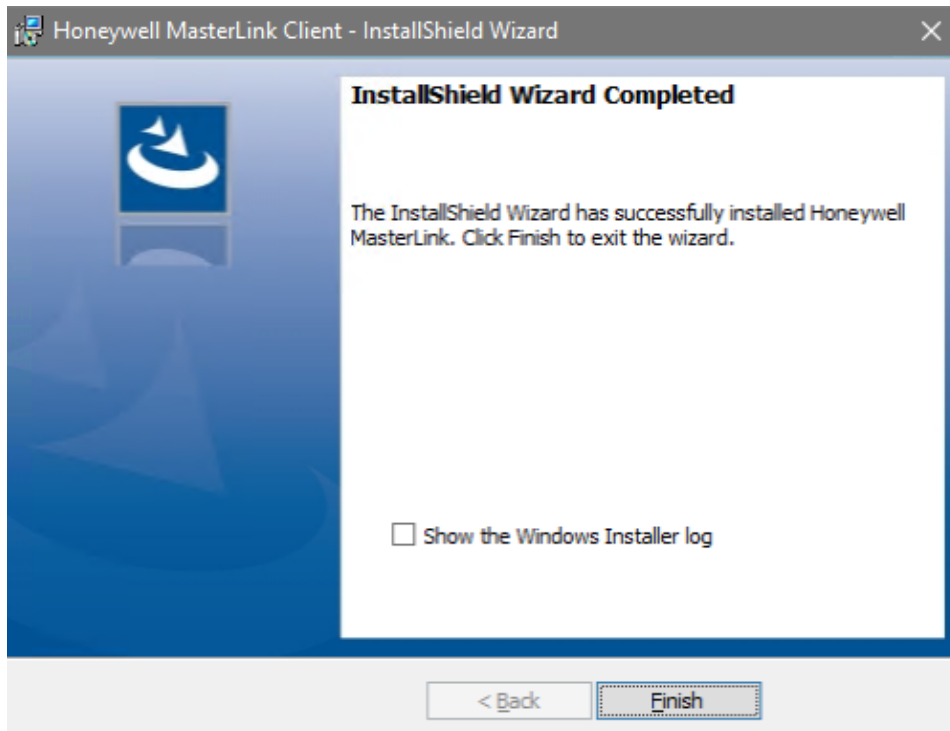 Honeywell MasterLink Client - InstallShield Wizard
InstallShield Wizard Completed
The InstallShield Wizard has successfully installed Honeywell
MasterLink. Click Finish to exit the wizard.
Show the Windows Installer log
< Back
Finish